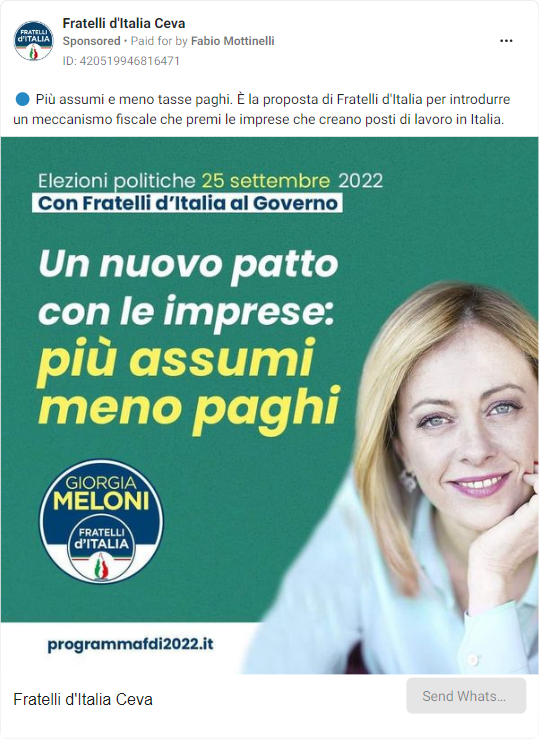 Fratelli d'Italia Ceva
Sponsored • Paid for by Fabio Mottinelli
ID: 420519946816471
Più assumi e meno tasse paghi. È la proposta di Fratelli d'Italia per introdurre
un meccanismo fiscale che premi le imprese che creano posti di lavoro in Italia.
Elezioni politiche 25 settembre 2022
Con Fratelli d'Italia al Governo
Un nuovo patto
con le imprese:
più assumi
meno paghi
GIORGIA
MELONI
FRATELLI
d'ITALIA
programmafdi2022.it
Fratelli d'Italia Ceva
Send Whats...